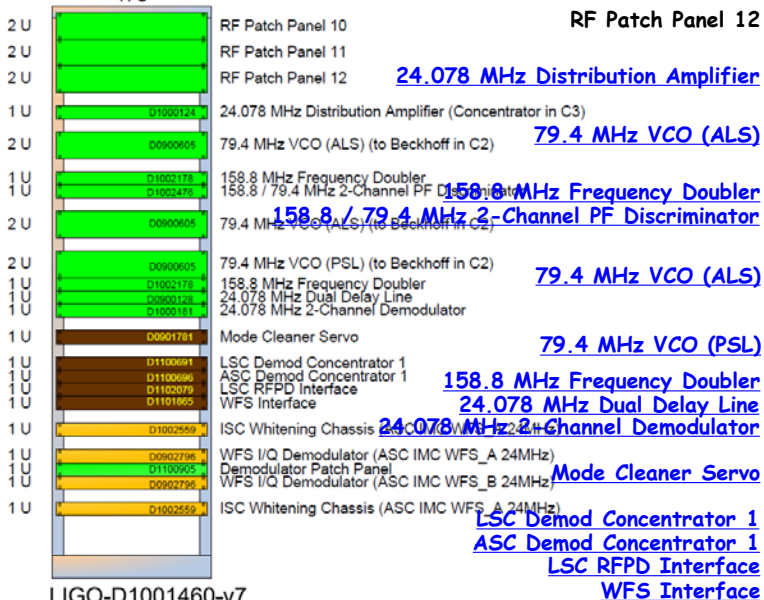 RF Patch Panel 12
2 U RF Patch Panel 10
2 U RF Patch Panel 11
2 U RF Patch Panel 12
24.078 MHz Distribution Amplifier
1 U D1000124 24.078 MHz Distribution Amplifier (Concentrator in C3)
79.4 MHz VCO (ALS)
2 U D0900605 79.4 MHz VCO (ALS) (to Beckhoff in C2)
1 U D1002178 158.8 MHz Frequency Doubler
1 U D1002476 158.8 / 79.4 MHz 2-Channel PF Discriminator
158.8 MHz Frequency Doubler
158.8 / 79.4 MHz 2-Channel PF Discriminator
2 U D0900605 79.4 MHz VCO (ALS) (to Beckhoff in C2)
2 U D0900605 79.4 MHz VCO (PSL) (to Beckhoff in C2)
79.4 MHz VCO (ALS)
1 U D1002178 158.8 MHz Frequency Doubler
1 U D0900128 24.078 MHz Dual Delay Line
1 U D1000181 24.078 MHz 2-Channel Demodulator
1 U D0901781 Mode Cleaner Servo
79.4 MHz VCO (PSL)
1 U D1100691 LSC Demod Concentrator 1
1 U D1100696 ASC Demod Concentrator 1
1 U D1102079 LSC RFPD Interface
1 U D1101865 WFS Interface
158.8 MHz Frequency Doubler
24.078 MHz Dual Delay Line
24.078 MHz 2-Channel Demodulator
1 U D1002559 ISC Whitening Chassis (ASC IMC WFS_A 24MHz)
1 U D0902796 WFS I/Q Demodulator (ASC IMC WFS_A 24MHz)
1 U D1100905 Demodulator Patch Panel
1 U D0902796 WFS I/Q Demodulator (ASC IMC WFS_B 24MHz)
Mode Cleaner Servo
1 U D1002559 ISC Whitening Chassis (ASC IMC WFS_A 24MHz)
LSC Demod Concentrator 1
ASC Demod Concentrator 1
LSC RFPD Interface
WFS Interface
LIGO-D1001460-v7